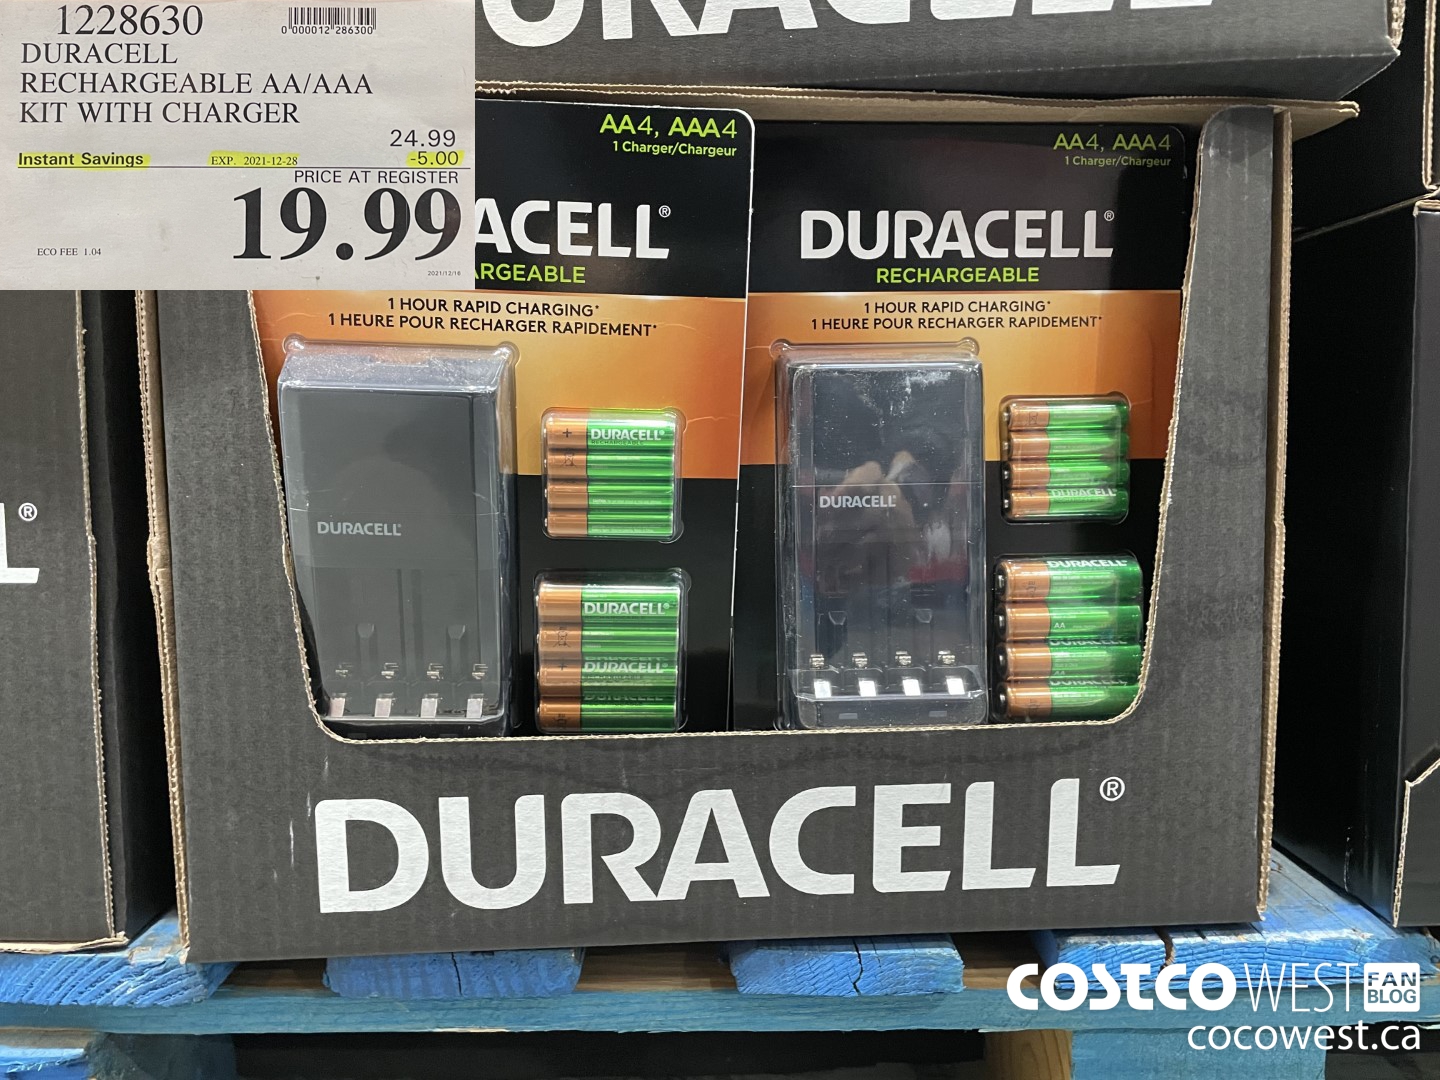 1228630
0 000012 286300
DURACELL
RECHARGEABLE AA/AAA
KIT WITH CHARGER
24.99
Instant Savings EXP. 2021-12-28 -5.00
PRICE AT REGISTER
19.99
ECO FEE 1.04
2021/12/18
URACELL
AA4, AAA4
1 Charger/Chargeur
ACELL®
ARGEABLE
1 HOUR RAPID CHARGING*
1 HEURE POUR RECHARGER RAPIDEMENT*
DURACELL®
DURACELL®
DURACELL®
DURACELL®
AA4, AAA4
1 Charger/Chargeur
DURACELL®
RECHARGEABLE
1 HOUR RAPID CHARGING*
1 HEURE POUR RECHARGER RAPIDEMENT*
DURACELL®
DURACELL
DURACELL
AA
L®
DURACELL®
COSTCO WEST FAN BLOG
cocowest.ca